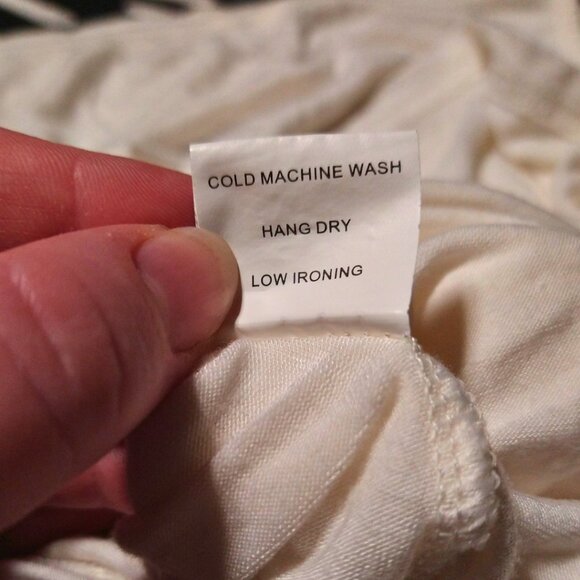 COLD MACHINE WASH
HANG DRY
LOW IRONING